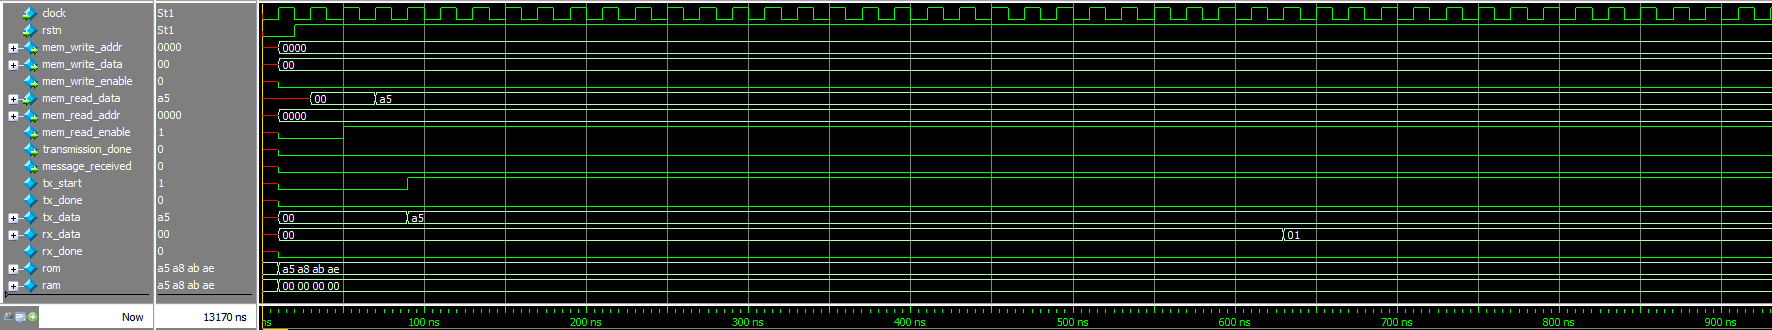 clock St1
rstn St1
mem_write_addr 0000 0000
mem_write_data 00 00
mem_write_enable 0
mem_read_data a5 00 a5
mem_read_addr 0000 0000
mem_read_enable 1
transmission_done 0
message_received 0
tx_start 1
tx_done 0
tx_data a5 00 a5
rx_data 00 00 01
rx_done 0
rom a5 a8 ab ae a5 a8 ab ae
ram a5 a8 ab ae 00 00 00 00
Now 13170 ns ns 100 ns 200 ns 300 ns 400 ns 500 ns 600 ns 700 ns 800 ns 900 ns